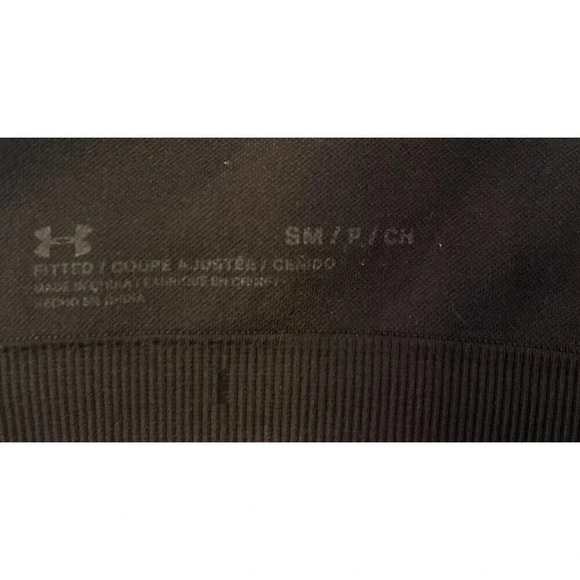 SM / P / CH
FITTED / COUPE AJUSTÉE / CEÑIDO
MADE IN CHINA / FABRIQUÉ EN CHINE /
HECHO EN CHINA